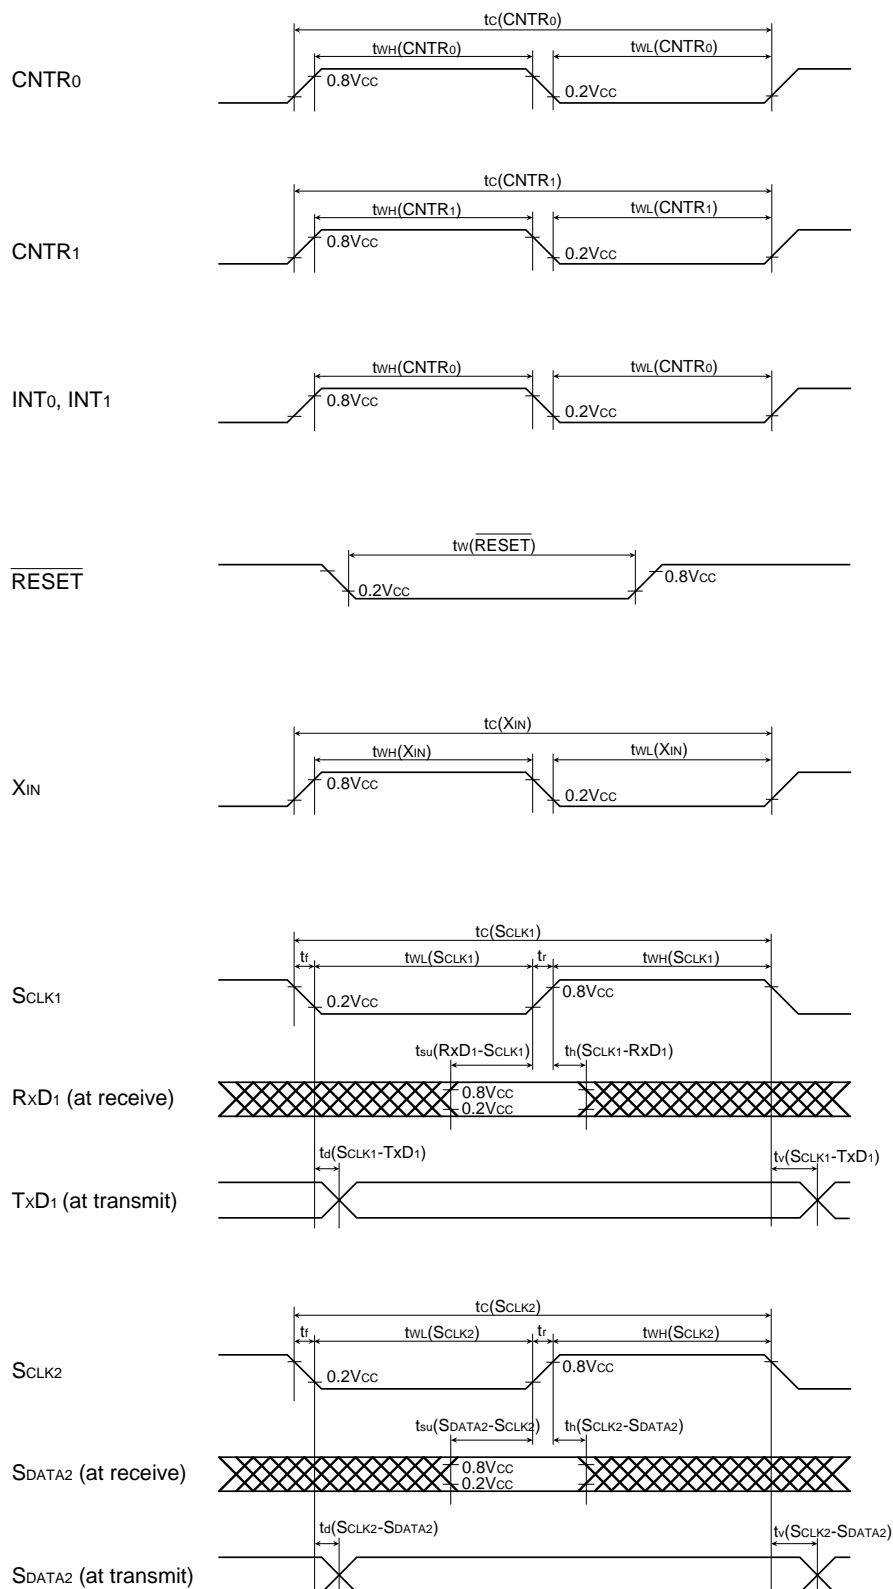 tC(CNTR0)
tWH(CNTR0) tWL(CNTR0)
CNTR0 0.8VCC 0.2VCC
tC(CNTR1)
tWH(CNTR1) tWL(CNTR1)
CNTR1 0.8VCC 0.2VCC
tWH(CNTR0) tWL(CNTR0)
INT0, INT1 0.8VCC 0.2VCC
tW(RESET)
RESET 0.2VCC 0.8VCC
tC(XIN)
tWH(XIN) tWL(XIN)
XIN 0.8VCC 0.2VCC
tC(SCLK1)
tf tWL(SCLK1) tr tWH(SCLK1)
SCLK1 0.2VCC 0.8VCC
tsu(RxD1-SCLK1) th(SCLK1-RxD1)
RXD1 (at receive) 0.8VCC
0.2VCC
td(SCLK1-TxD1) tv(SCLK1-TxD1)
TXD1 (at transmit)
tC(SCLK2)
tf tWL(SCLK2) tr tWH(SCLK2)
SCLK2 0.2VCC 0.8VCC
tsu(SDATA2-SCLK2) th(SCLK2-SDATA2)
SDATA2 (at receive) 0.8VCC
0.2VCC
td(SCLK2-SDATA2) tv(SCLK2-SDATA2)
SDATA2 (at transmit)